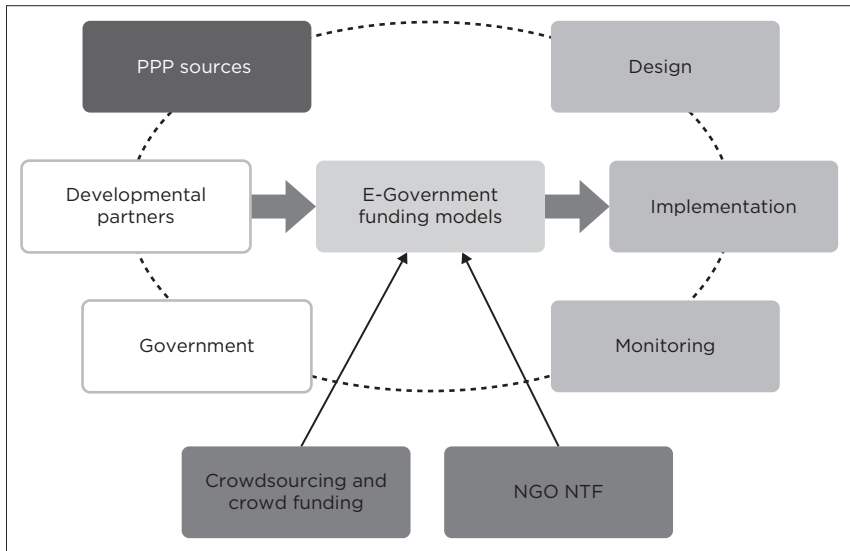 PPP sources
Design
Developmental
partners
E-Government
funding models
Implementation
Government
Monitoring
Crowdsourcing and
crowd funding
NGO NTF